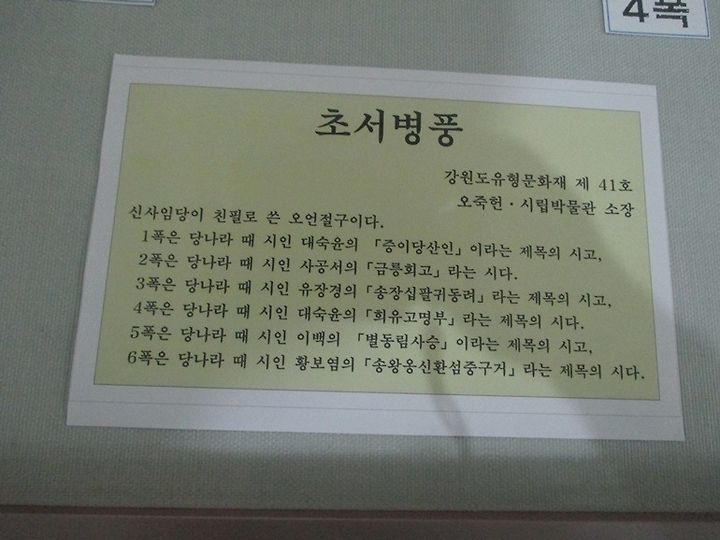 4폭
초서병풍
강원도유형문화재 제 41호
오죽헌·시립박물관 소장
신사임당이 친필로 쓴 오언절구이다.
1폭은 당나라 때 시인 대숙윤의 「증이당산인」이라는 제목의 시고,
2폭은 당나라 때 시인 사공서의 「금릉회고」라는 시다.
3폭은 당나라 때 시인 유장경의 「송장십팔귀동려」라는 제목의 시고,
4폭은 당나라 때 시인 대숙윤의 「희유고명부」라는 제목의 시다.
5폭은 당나라 때 시인 이백의 「별동림사승」이라는 제목의 시고,
6폭은 당나라 때 시인 황보염의 「송왕옹신환섬중구거」라는 제목의 시다.